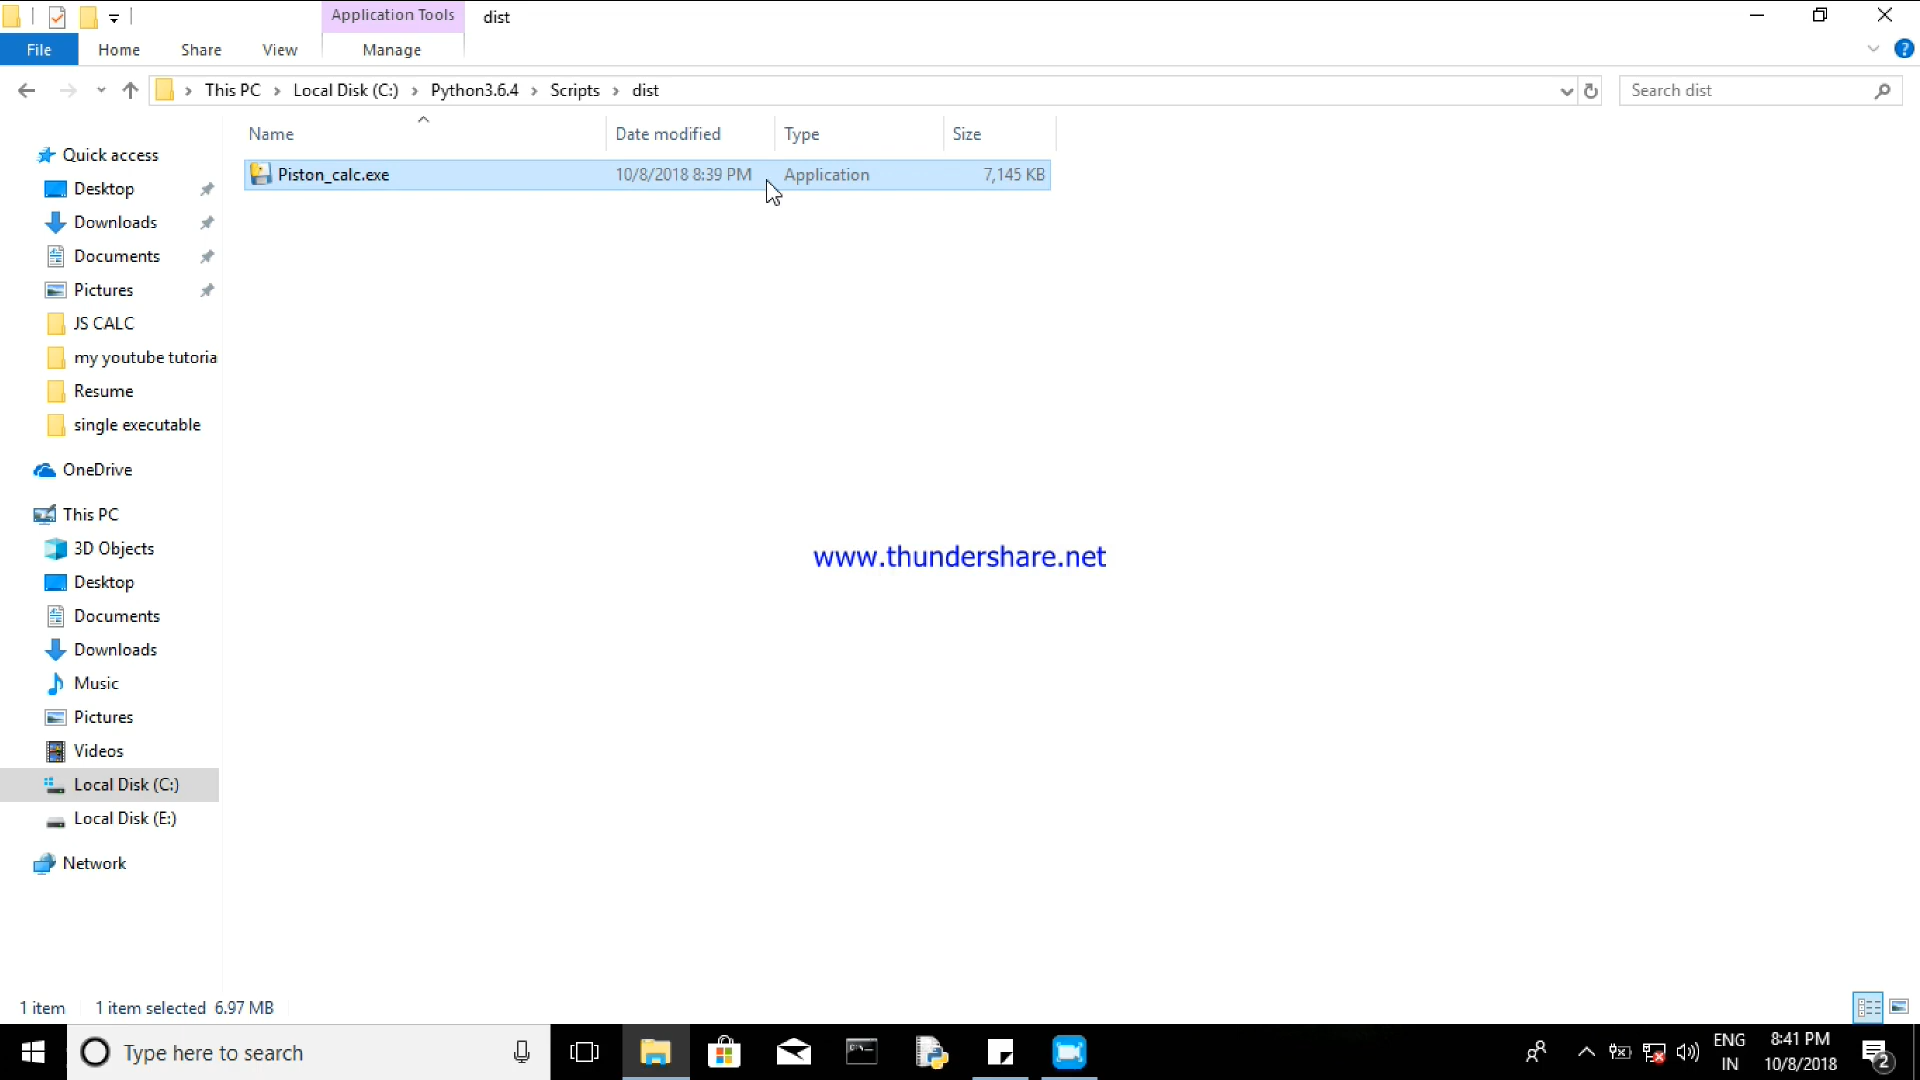 Application Tools
dist
File
Home
Share
View
Manage
This PC
Local Disk (C:)
Python3.6.4
Scripts
dist
Search dist
Name
Date modified
Type
Size
Piston_calc.exe
10/8/2018 8:39 PM
Application
7,145 KB
Quick access
Desktop
Downloads
Documents
Pictures
JS CALC
my youtube tutoria
Resume
single executable
OneDrive
This PC
3D Objects
Desktop
Documents
Downloads
Music
Pictures
Videos
Local Disk (C:)
Local Disk (E:)
Network
www.thundershare.net
1 item
1 item selected 6.97 MB
Type here to search
ENG
IN
8:41 PM
10/8/2018
2